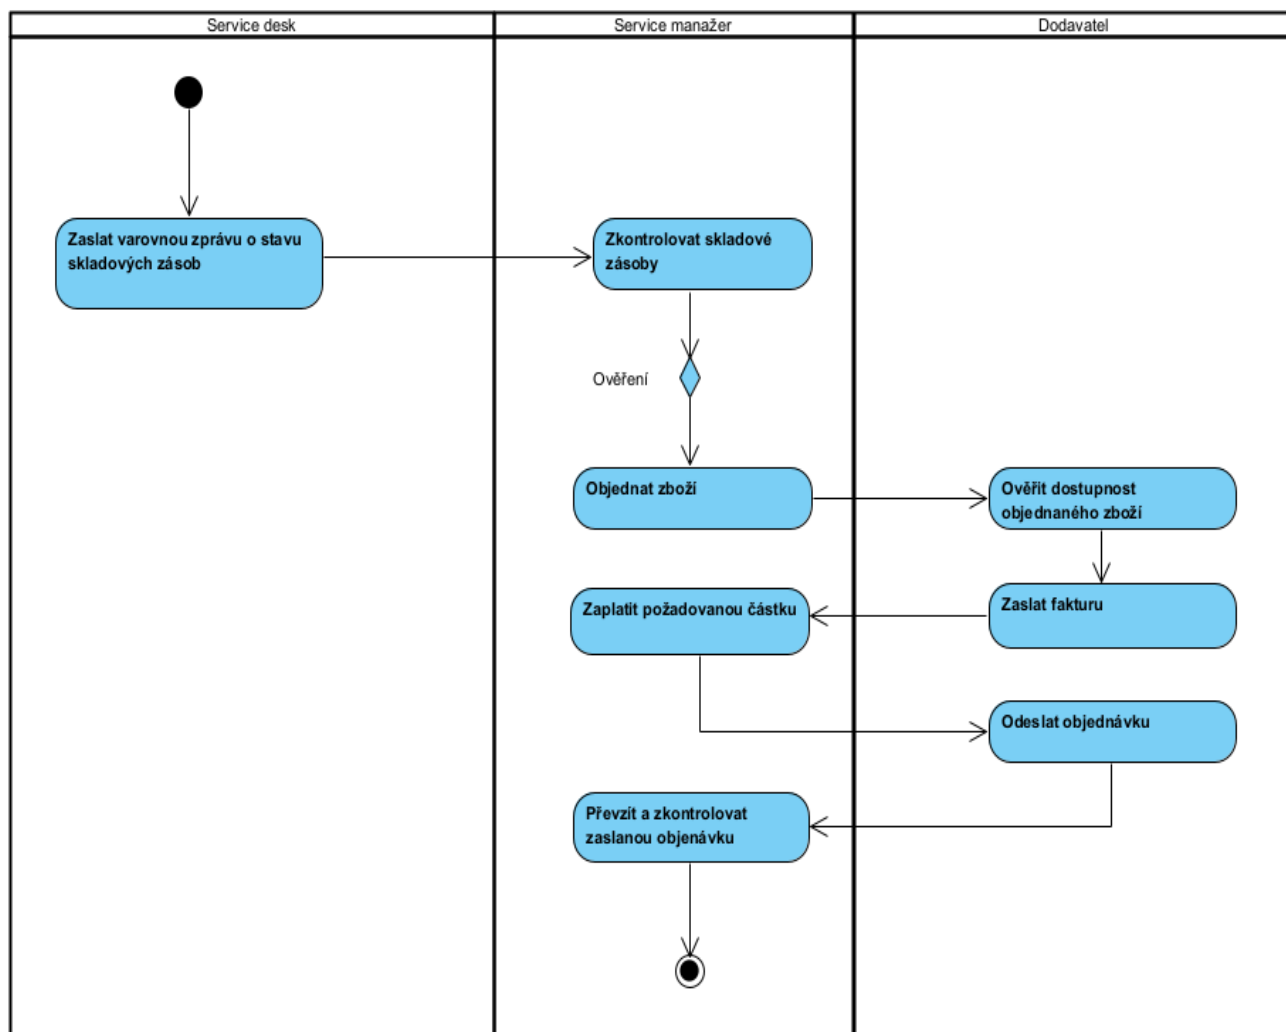 Service desk
Service manažer
Dodavatel
Zaslat varovnou zprávu o stavu
skladových zásob
Zkontrolovat skladové
zásoby
Ověření
Objednat zboží
Ověřit dostupnost
objednaného zboží
Zaplatit požadovanou částku
Zaslat fakturu
Odeslat objednávku
Převzít a zkontrolovat
zaslanou objenávku